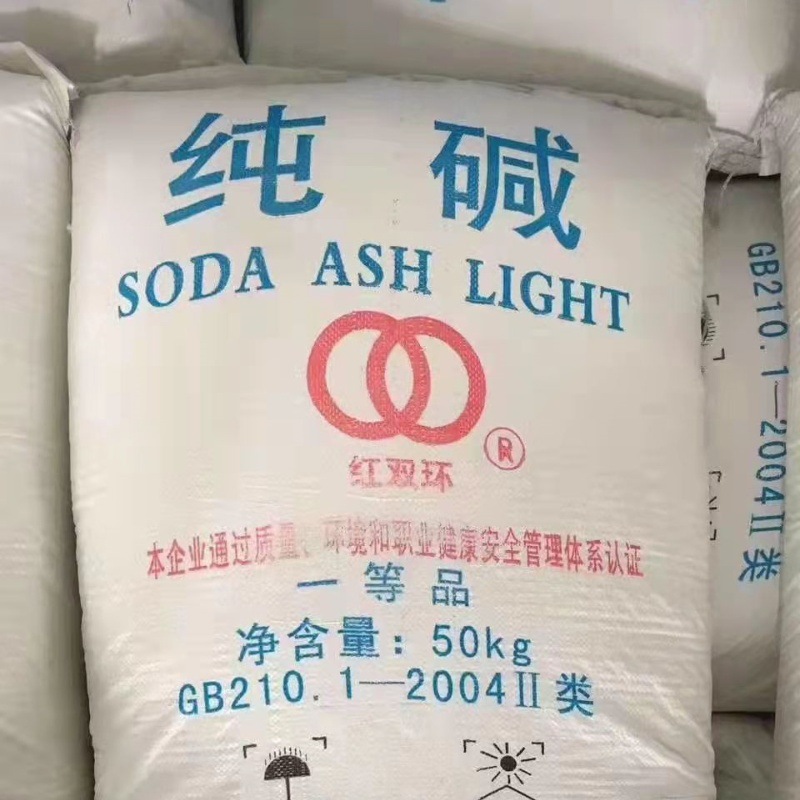 纯 碱
SODA ASH LIGHT
®
红双环
本企业通过质量、环境和职业健康安全管理体系认证
一等品
净含量：50kg
GB210.1—2004Ⅱ类
GB210.1—2004Ⅱ类